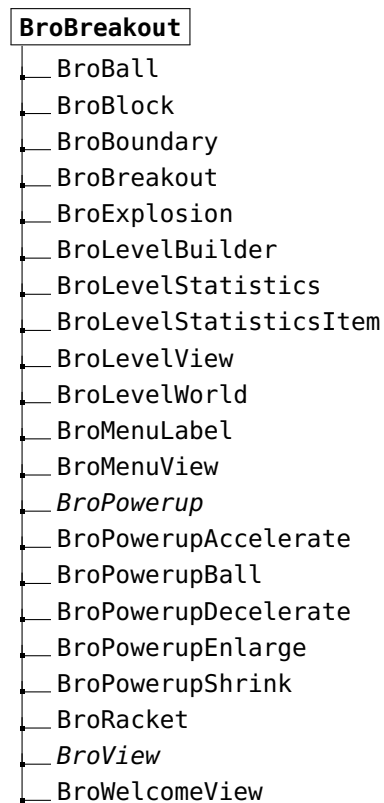 BroBreakout
BroBall
BroBlock
BroBoundary
BroBreakout
BroExplosion
BroLevelBuilder
BroLevelStatistics
BroLevelStatisticsItem
BroLevelView
BroLevelWorld
BroMenuLabel
BroMenuView
BroPowerup
BroPowerupAccelerate
BroPowerupBall
BroPowerupDecelerate
BroPowerupEnlarge
BroPowerupShrink
BroRacket
BroView
BroWelcomeView